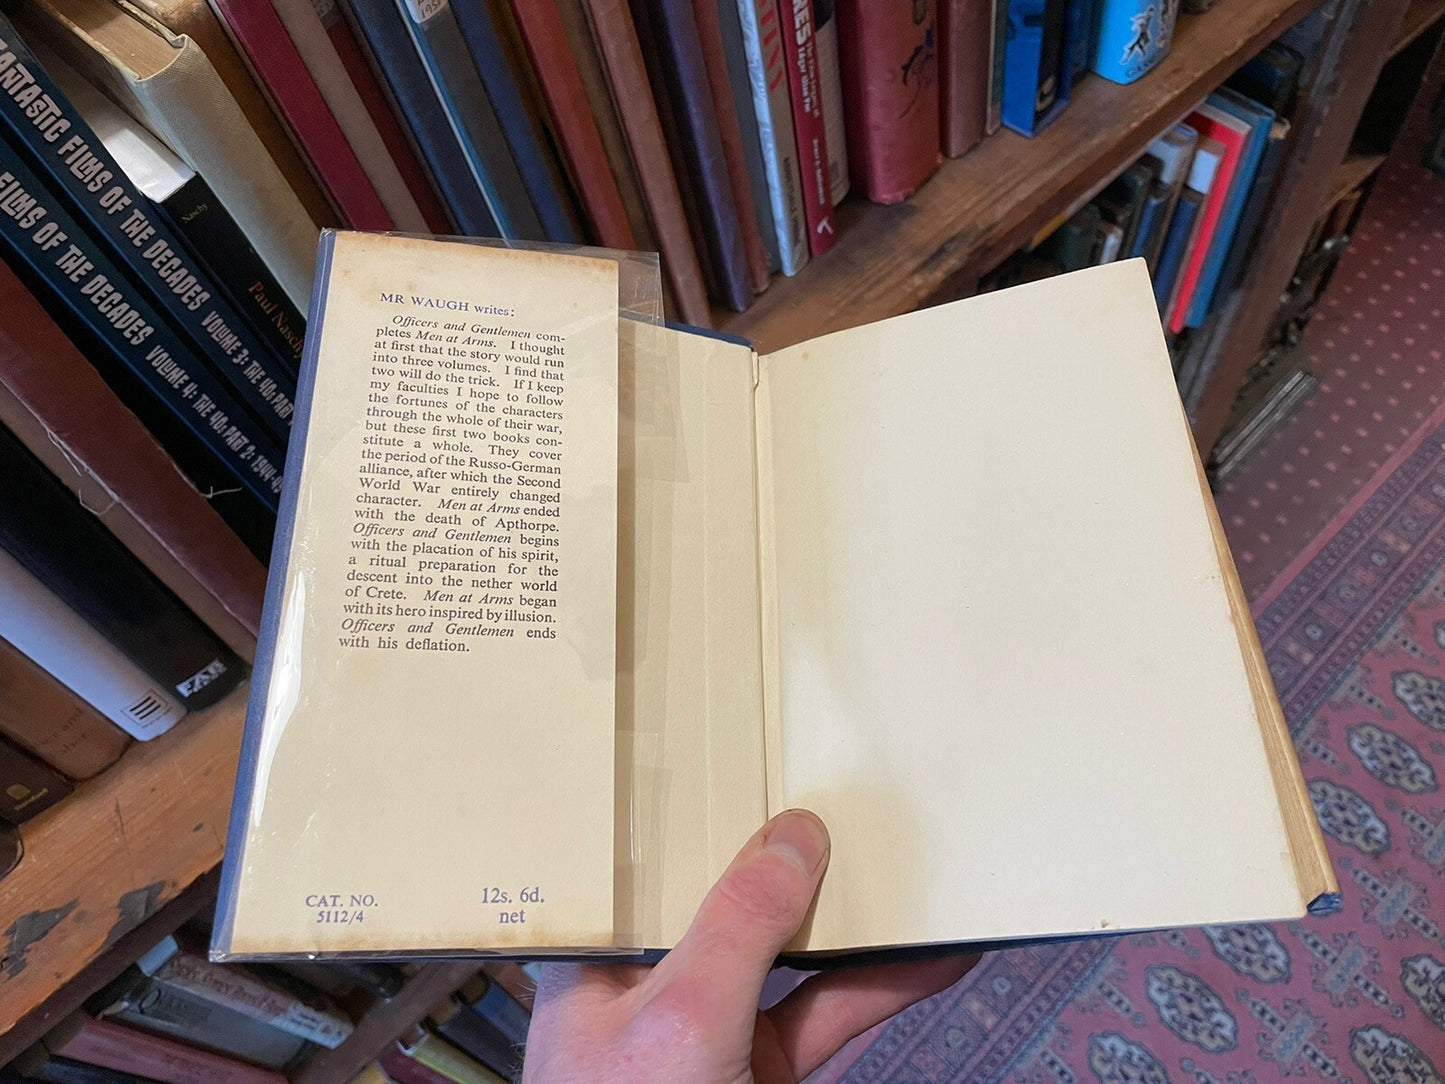 MR WAUGH writes:
Officers and Gentlemen com-
pletes Men at Arms. I thought
at first that the story would run
into three volumes. I find that
two will do the trick. If I keep
my faculties I hope to follow
the fortunes of the characters
through the whole of their war,
but these first two books con-
stitute a whole. They cover
the period of the Russo-German
alliance, after which the Second
World War entirely changed
character. Men at Arms ended
with the death of Apthorpe.
Officers and Gentlemen begins
with the placation of his spirit,
a ritual preparation for the
descent into the nether world
of Crete. Men at Arms began
with its hero inspired by illusion.
Officers and Gentlemen ends
with his deflation.
CAT. NO.
5112/4
12s. 6d.
net
FANTASTIC FILMS OF THE DECADES VOLUME 3: THE 40s PART
FILMS OF THE DECADES VOLUME 4: THE 40s PART 2: 1944-4
Naschy
Paul Naschy